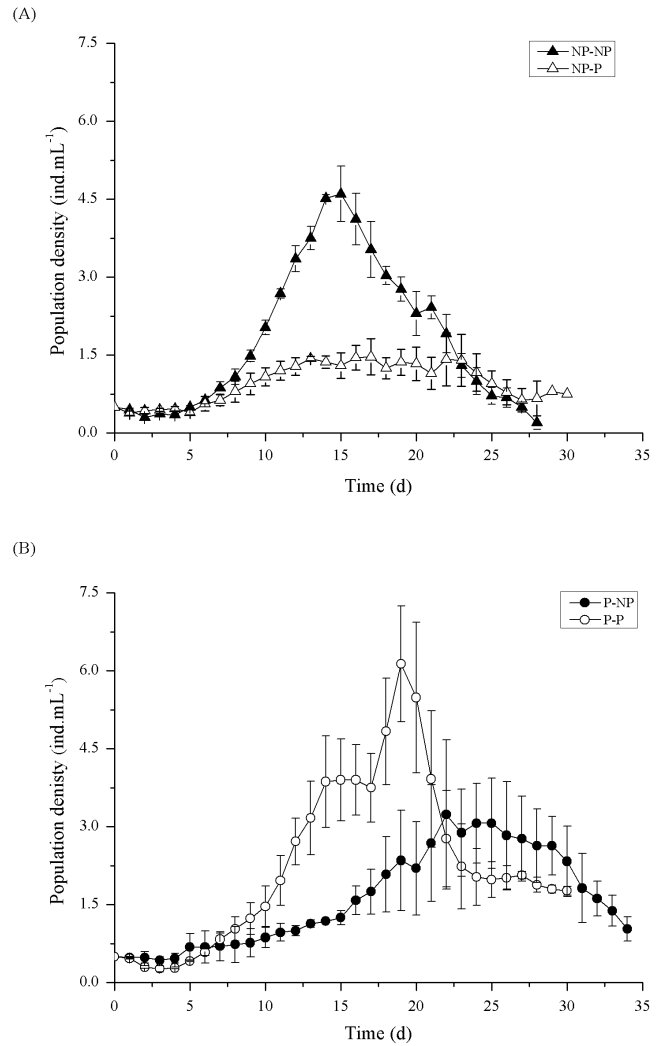 (A)
7.5
6.0
4.5
3.0
1.5
0.0
Population density (ind.mL-1)
NP-NP
NP-P
0 5 10 15 20 25 30 35
Time (d)
(B)
7.5
6.0
4.5
3.0
1.5
0.0
Population denisty (ind.mL-1)
P-NP
P-P
0 5 10 15 20 25 30 35
Time (d)